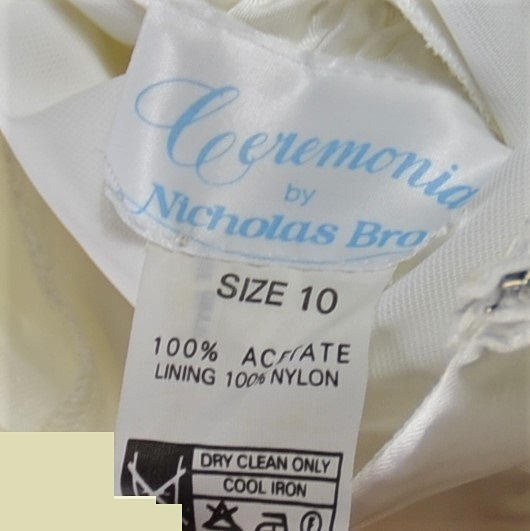 Ceremonia
by
Nicholas Bro
SIZE 10
100% ACETATE
LINING 100% NYLON
DRY CLEAN ONLY
COOL IRON
P